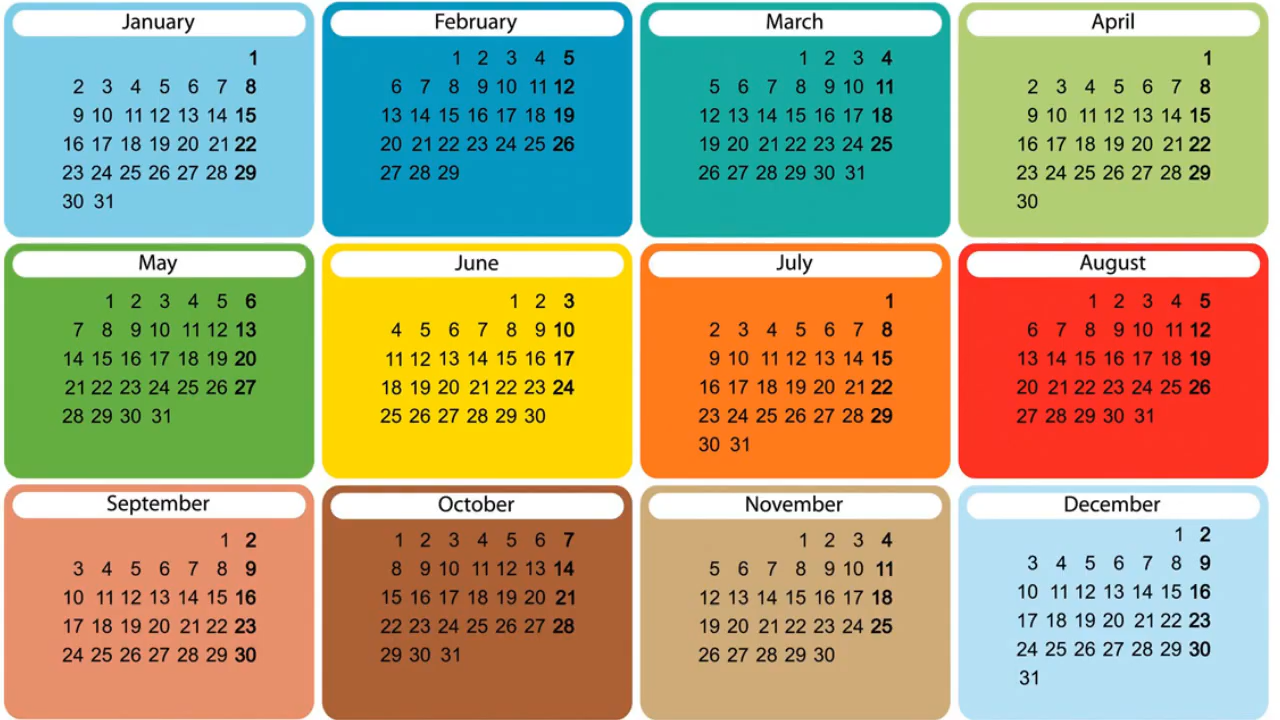 January
1
2 3 4 5 6 7 8
9 10 11 12 13 14 15
16 17 18 19 20 21 22
23 24 25 26 27 28 29
30 31
February
1 2 3 4 5
6 7 8 9 10 11 12
13 14 15 16 17 18 19
20 21 22 23 24 25 26
27 28 29
March
1 2 3 4
5 6 7 8 9 10 11
12 13 14 15 16 17 18
19 20 21 22 23 24 25
26 27 28 29 30 31
April
1
2 3 4 5 6 7 8
9 10 11 12 13 14 15
16 17 18 19 20 21 22
23 24 25 26 27 28 29
30
May
1 2 3 4 5 6
7 8 9 10 11 12 13
14 15 16 17 18 19 20
21 22 23 24 25 26 27
28 29 30 31
June
1 2 3
4 5 6 7 8 9 10
11 12 13 14 15 16 17
18 19 20 21 22 23 24
25 26 27 28 29 30
July
1
2 3 4 5 6 7 8
9 10 11 12 13 14 15
16 17 18 19 20 21 22
23 24 25 26 27 28 29
30 31
August
1 2 3 4 5
6 7 8 9 10 11 12
13 14 15 16 17 18 19
20 21 22 23 24 25 26
27 28 29 30 31
September
1 2
3 4 5 6 7 8 9
10 11 12 13 14 15 16
17 18 19 20 21 22 23
24 25 26 27 28 29 30
October
1 2 3 4 5 6 7
8 9 10 11 12 13 14
15 16 17 18 19 20 21
22 23 24 25 26 27 28
29 30 31
November
1 2 3 4
5 6 7 8 9 10 11
12 13 14 15 16 17 18
19 20 21 22 23 24 25
26 27 28 29 30
December
1 2
3 4 5 6 7 8 9
10 11 12 13 14 15 16
17 18 19 20 21 22 23
24 25 26 27 28 29 30
31